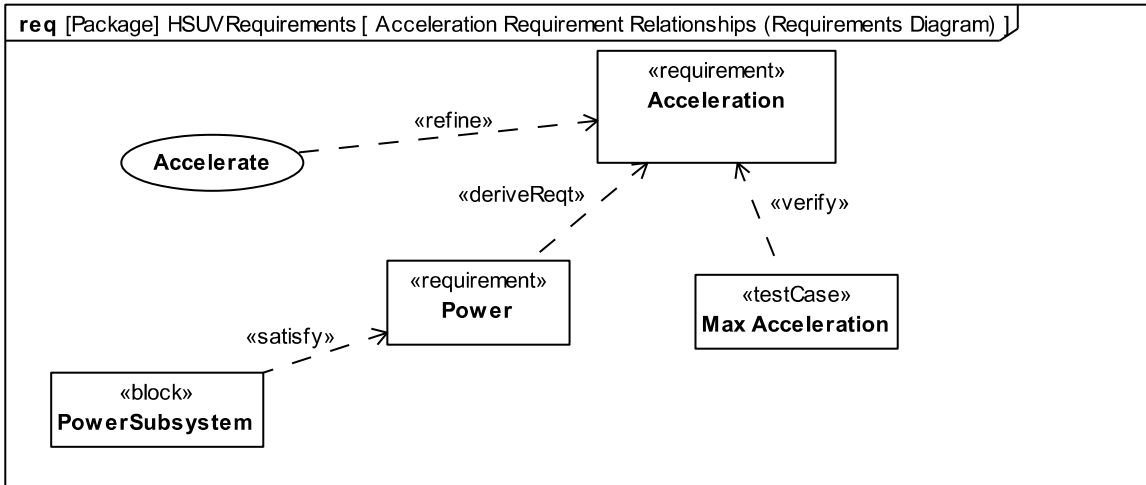 req [Package] HSUVRequirements [ Acceleration Requirement Relationships (Requirements Diagram) ]
«requirement»
Acceleration
«refine»
Accelerate
«deriveReqt»
«verify»
«requirement»
Power
«testCase»
Max Acceleration
«satisfy»
«block»
PowerSubsystem